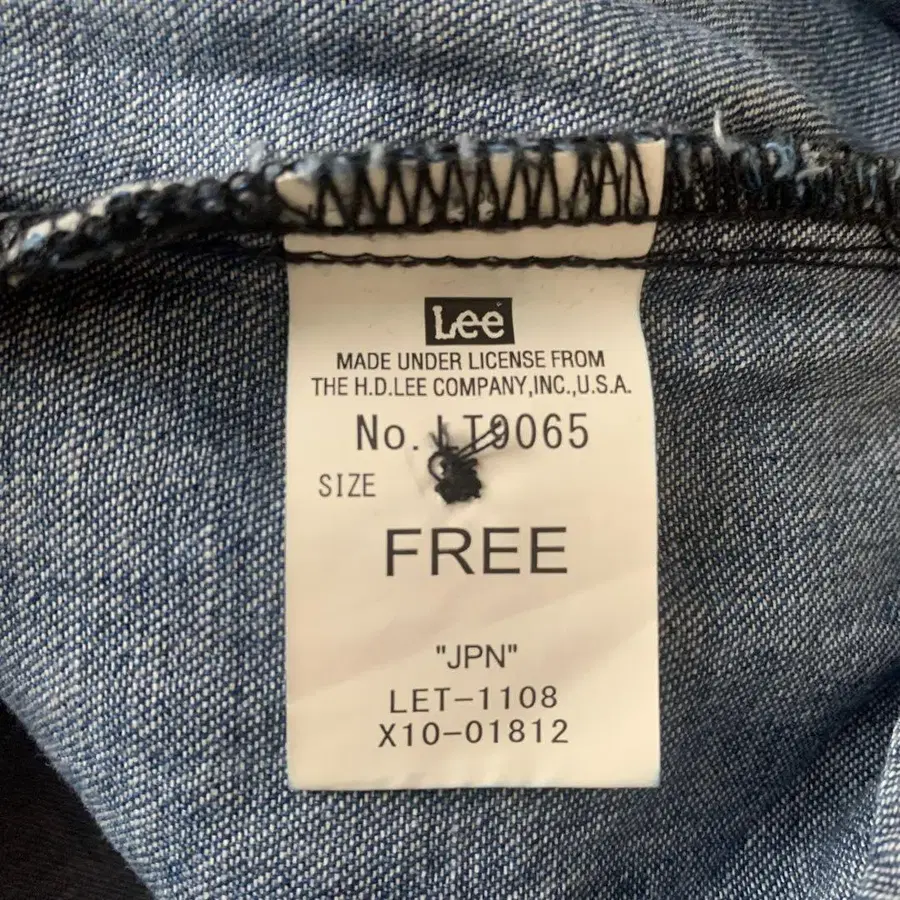 Lee
MADE UNDER LICENSE FROM
THE H.D.LEE COMPANY,INC.,U.S.A.
No. LT9065
SIZE
FREE
"JPN"
LET-1108
X10-01812